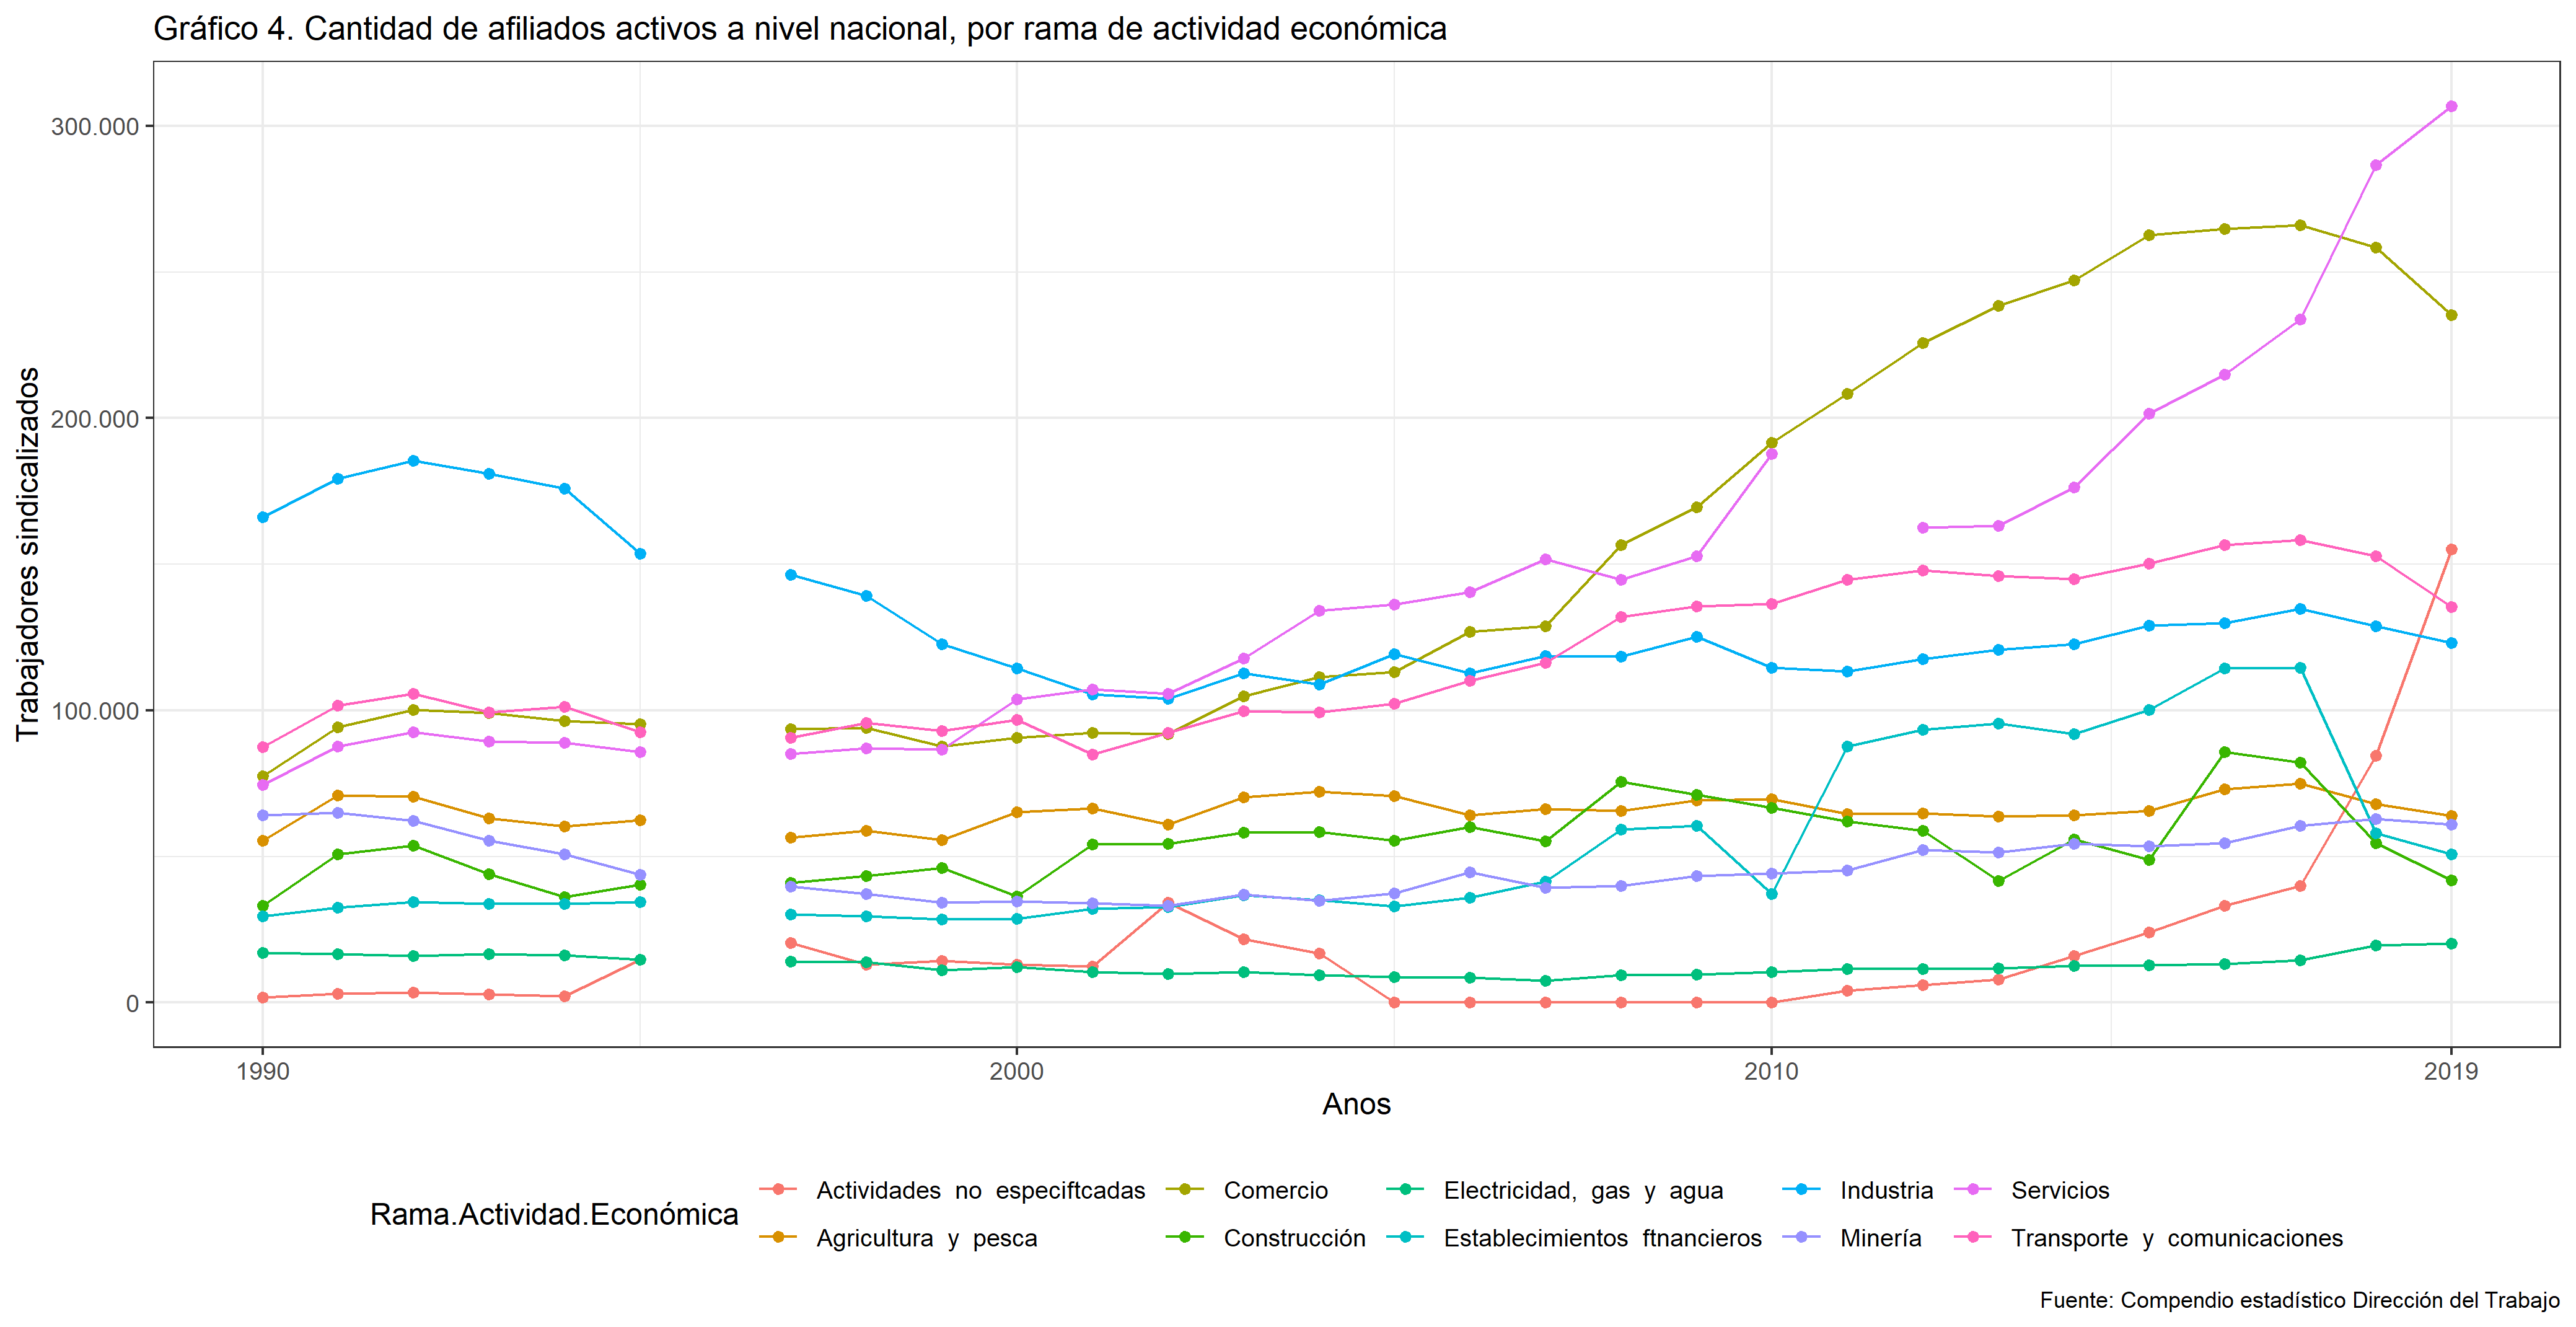 Gráfico 4. Cantidad de afiliados activos a nivel nacional, por rama de actividad económica
Trabajadores sindicalizados
300.000
200.000
100.000
0
1990 2000 2010 2019
Anos
Rama.Actividad.Económica
Actividades no especiftcadas Comercio Electricidad, gas y agua Industria Servicios
Agricultura y pesca Construcción Establecimientos ftnancieros Minería Transporte y comunicaciones
Fuente: Compendio estadístico Dirección del Trabajo